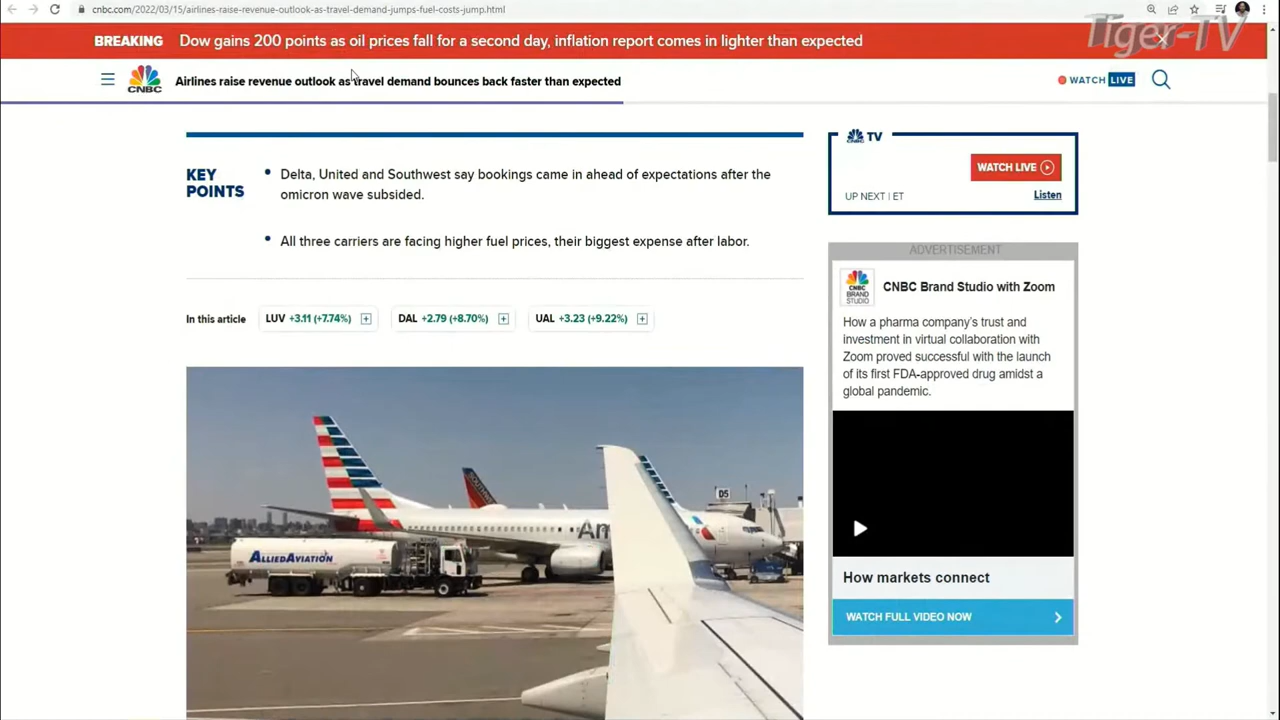 cnbc.com/2022/03/15/airlines-raise-revenue-outlook-as-travel-demand-jumps-fuel-costs-jump.html
Tiger-TV
BREAKING Dow gains 200 points as oil prices fall for a second day, inflation report comes in lighter than expected
CNBC
Airlines raise revenue outlook as travel demand bounces back faster than expected
WATCH LIVE
KEY
POINTS
Delta, United and Southwest say bookings came in ahead of expectations after the
omicron wave subsided.
All three carriers are facing higher fuel prices, their biggest expense after labor.
In this article LUV +3.11 (+7.74%) DAL +2.79 (+8.70%) UAL +3.23 (+9.22%)
TV
WATCH LIVE
UP NEXT | ET
Listen
ADVERTISEMENT
CNBC
BRAND
STUDIO
CNBC Brand Studio with Zoom
How a pharma company's trust and
investment in virtual collaboration with
Zoom proved successful with the launch
of its first FDA-approved drug amidst a
global pandemic.
How markets connect
WATCH FULL VIDEO NOW
D5
ALLIED AVIATION
Am